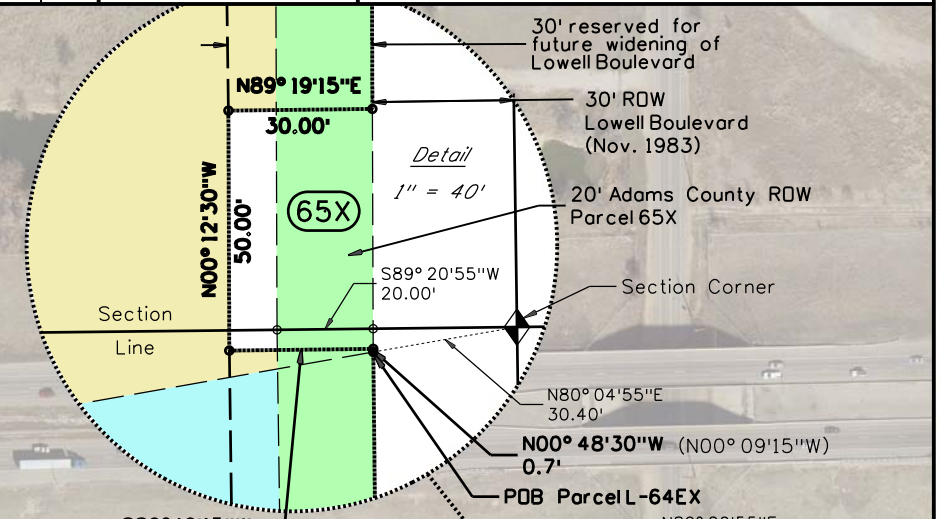 30' reserved for
future widening of
Lowell Boulevard
N89° 19'15"E
30.00'
30' ROW
Lowell Boulevard
(Nov. 1983)
Detail
1" = 40'
N00° 12'30"W
50.00'
65X
20' Adams County ROW
Parcel 65X
S89° 20'55"W
20.00'
Section Corner
Section
Line
N80° 04'55"E
30.40'
N00° 48'30"W (N00° 09'15"W)
0.7'
POB Parcel L-64EX